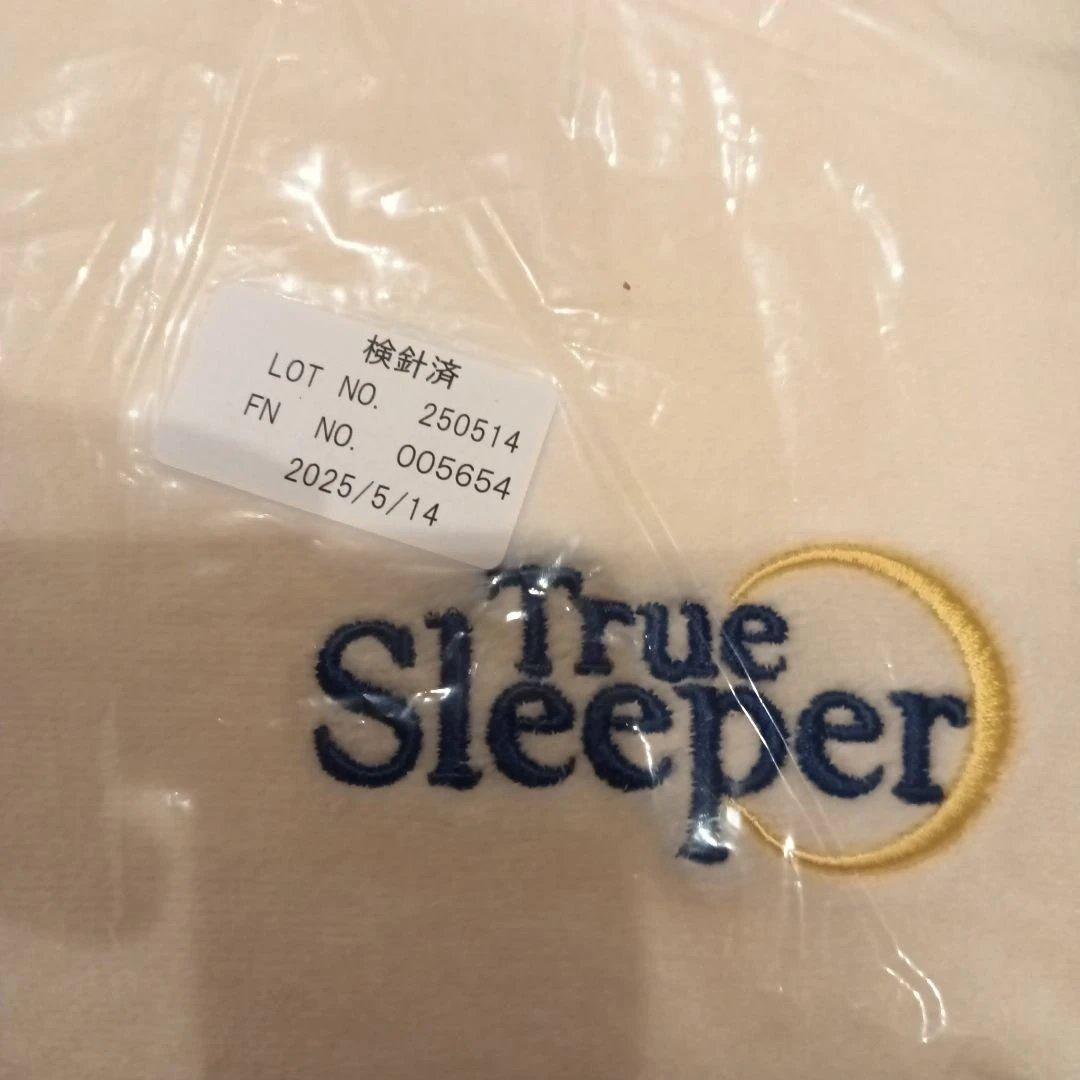 検針済
LOT NO. 250514
FN NO. 005654
2025/5/14
True
Sleeper